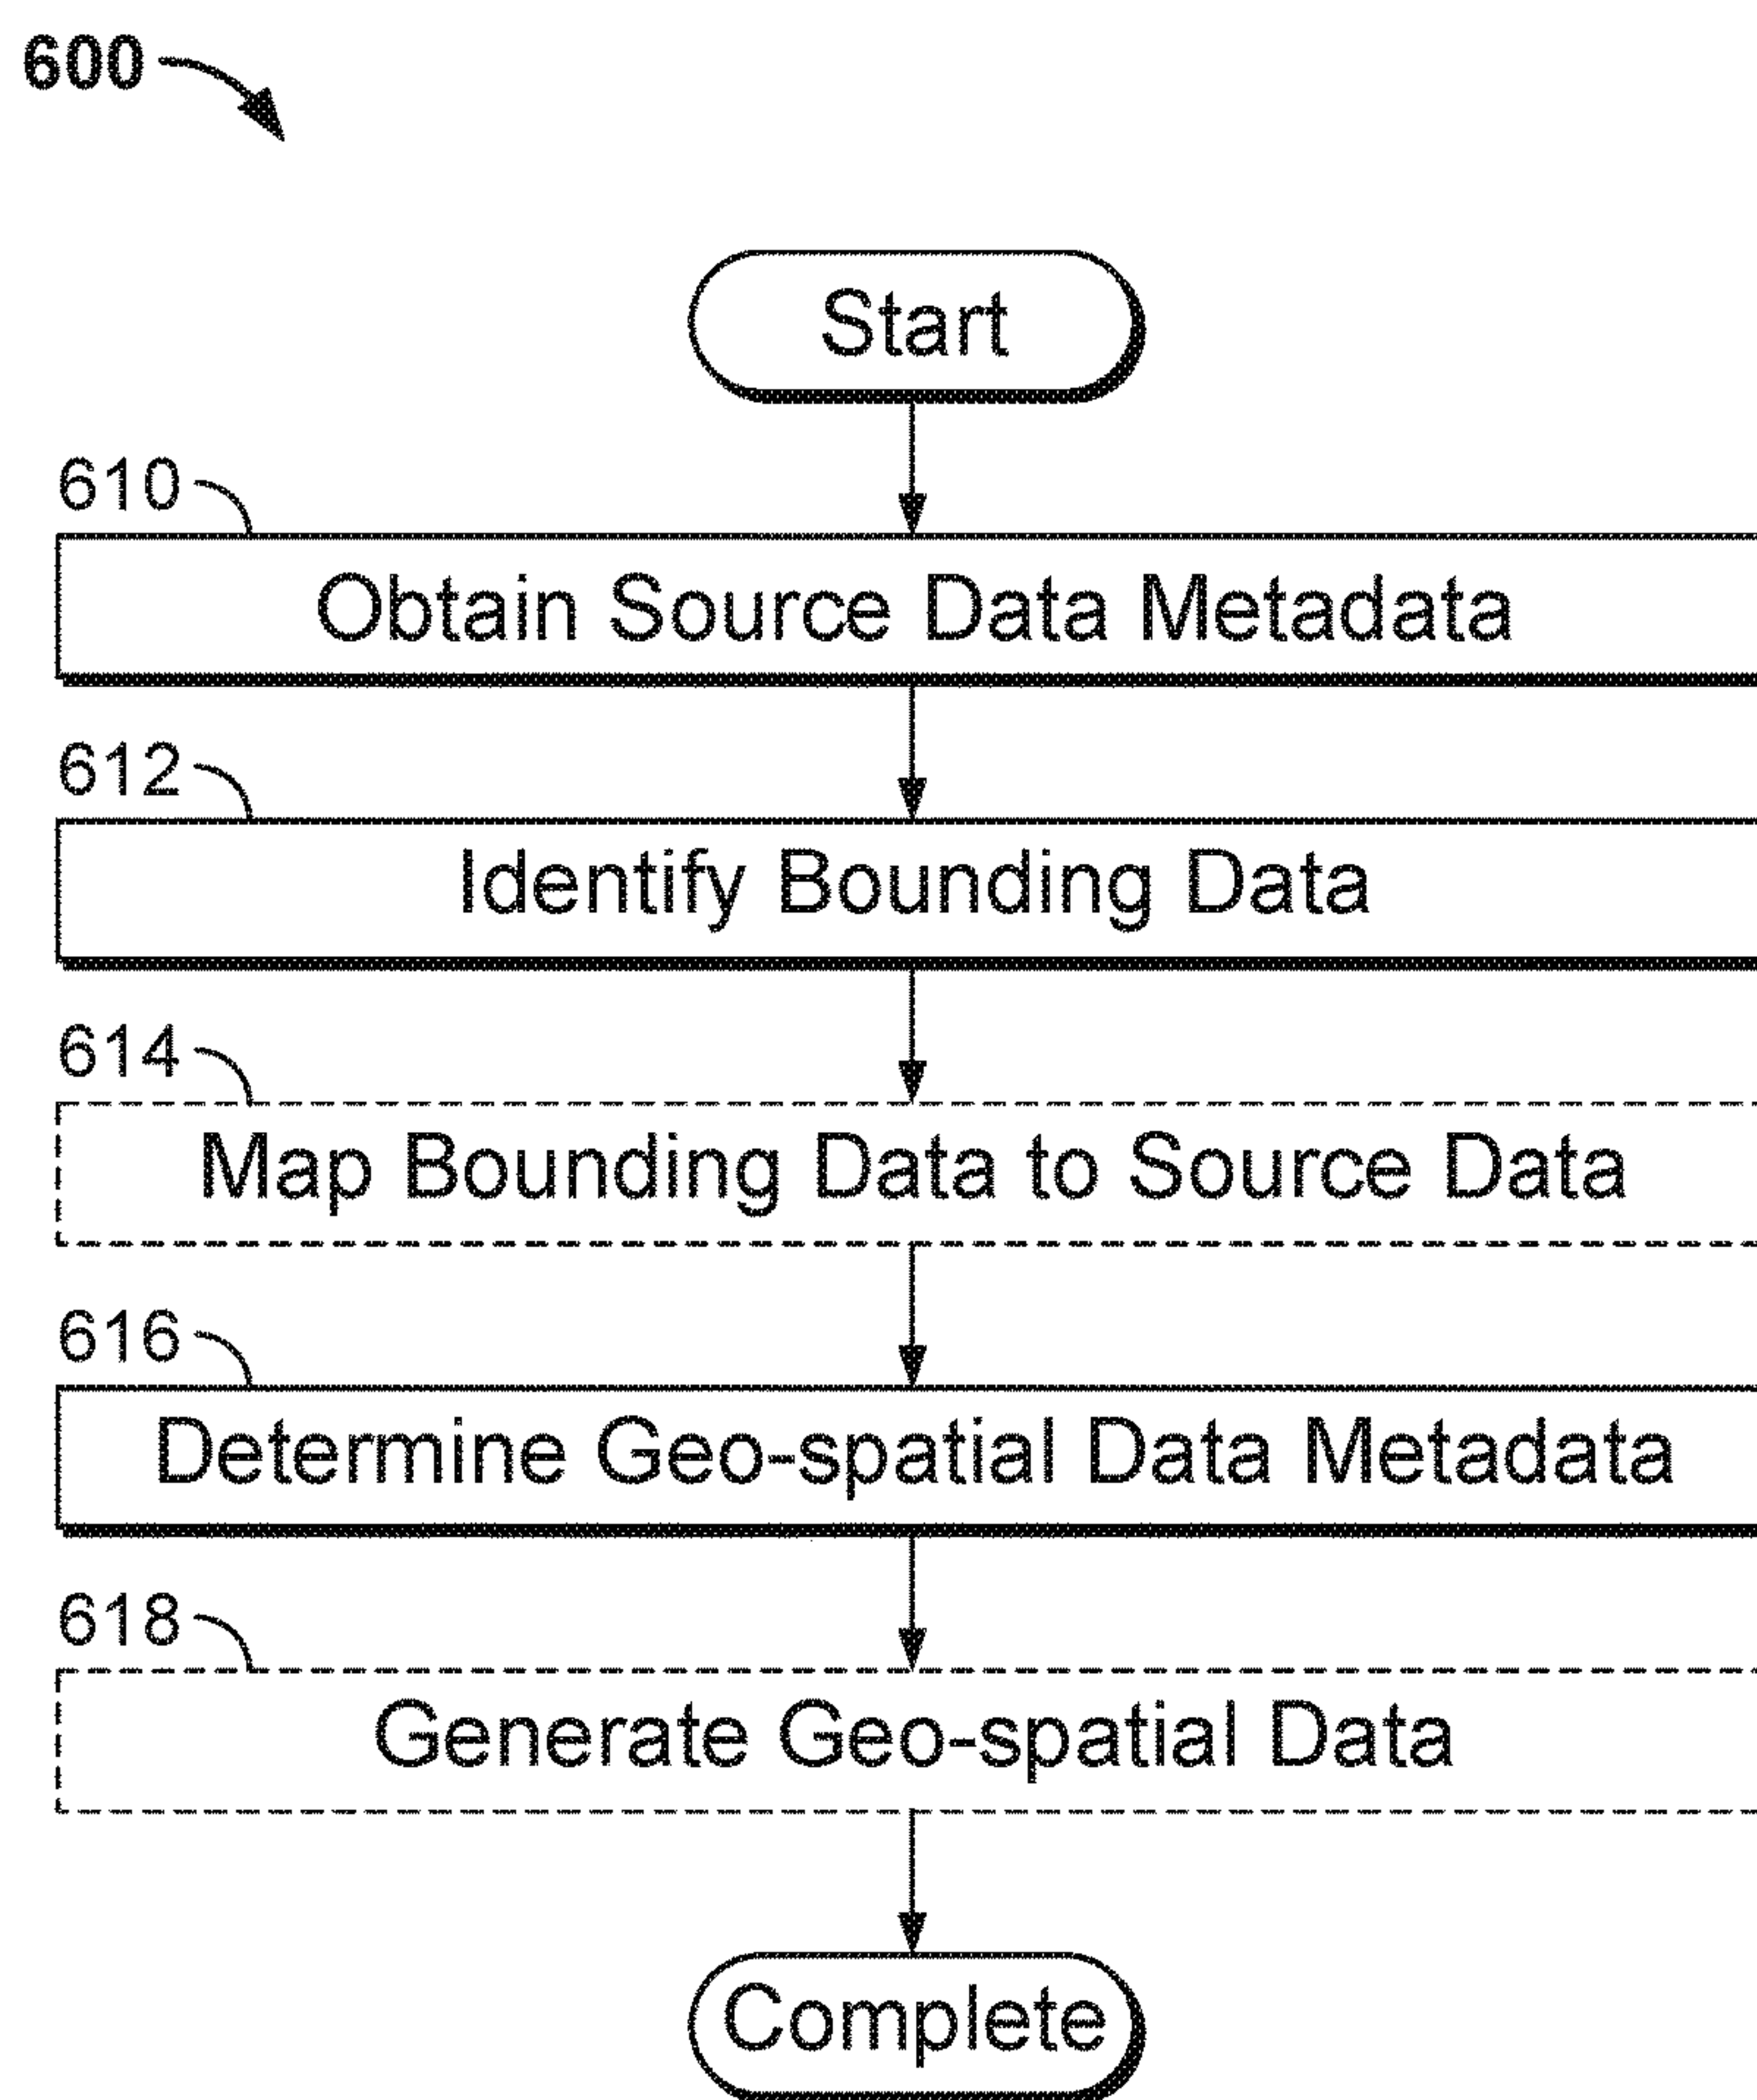 600
Start
610
Obtain Source Data Metadata
612
Identify Bounding Data
614
Map Bounding Data to Source Data
616
Determine Geo-spatial Data Metadata
618
Generate Geo-spatial Data
Complete